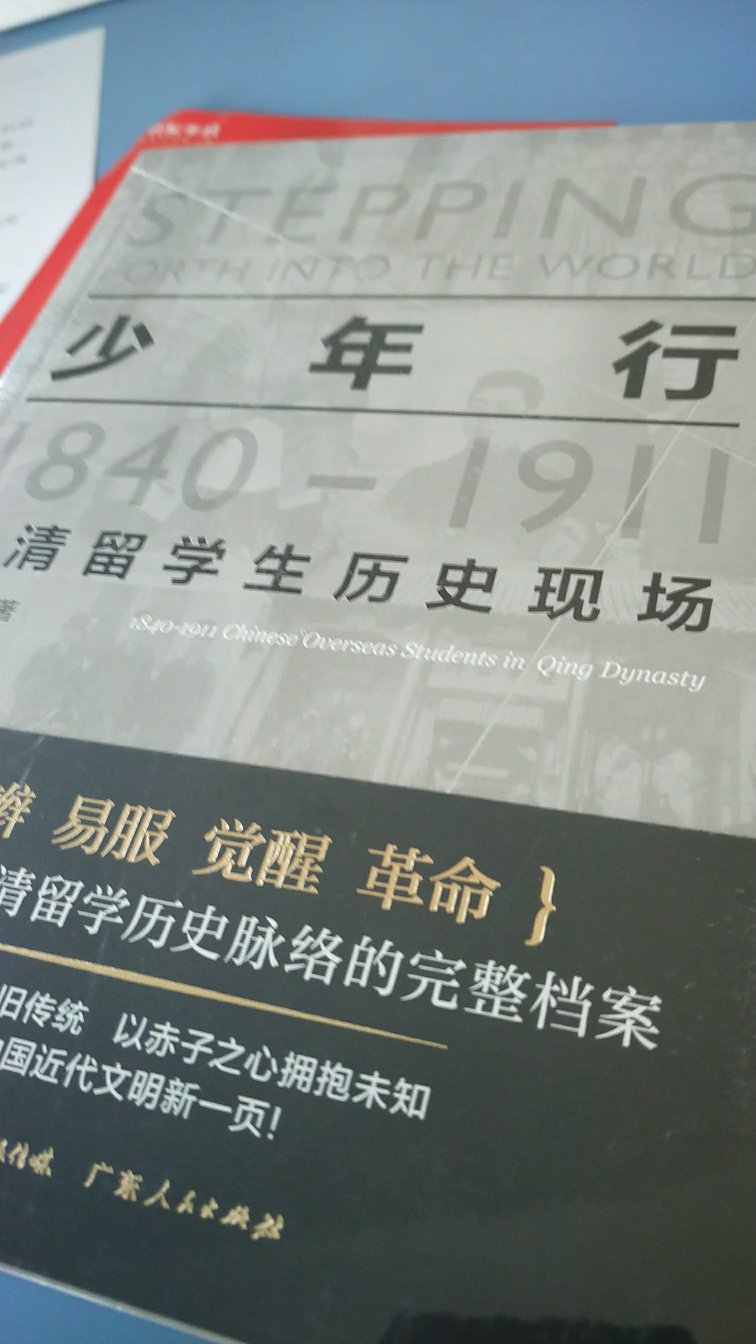 STEPPING
FORTH INTO THE WORLD
少年行
1840-1911
清留学生历史现场
著
1840-1911 Chinese Overseas Students in Qing Dynasty
易服 觉醒 革命 }
清留学历史脉络的完整档案
旧传统 以赤子之心拥抱未知
国近代文明新一页!
传媒 广东人民出版社